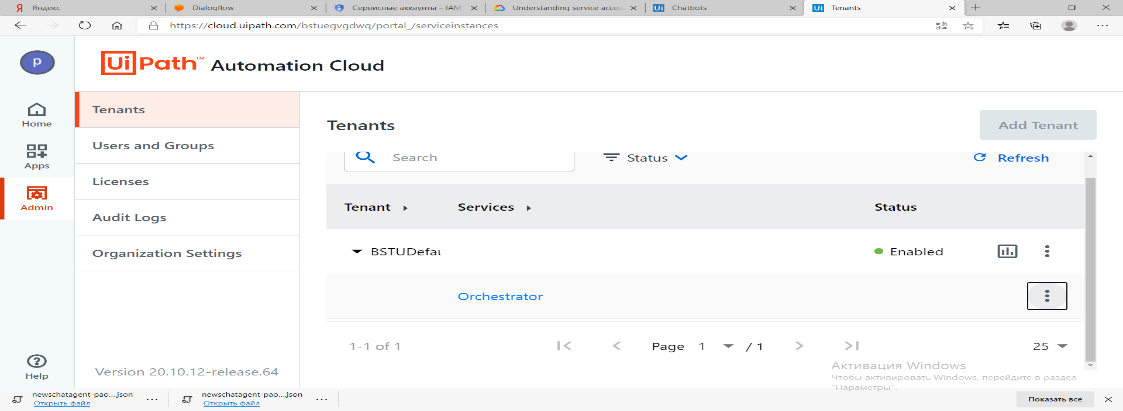 Яндекс
Dialogflow
Сервисные аккаунты – IAM
Understanding service accou
Chatbots
Tenants
https://cloud.uipath.com/bstuegvgdwq/portal_/serviceinstances
P
UiPath™ Automation Cloud
Home
Apps
Admin
Help
Tenants
Users and Groups
Licenses
Audit Logs
Organization Settings
Version 20.10.12-release.64
Tenants
Add Tenant
Search
Status
Refresh
Tenant
Services
Status
BSTUDefau
Enabled
Orchestrator
1-1 of 1
Page 1 / 1
25
Активация Windows
Чтобы активировать Windows, перейдите в раздел
"Параметры".
newschatagent-pao....json
Открыть файл
newschatagent-pao....json
Открыть файл
Показать все